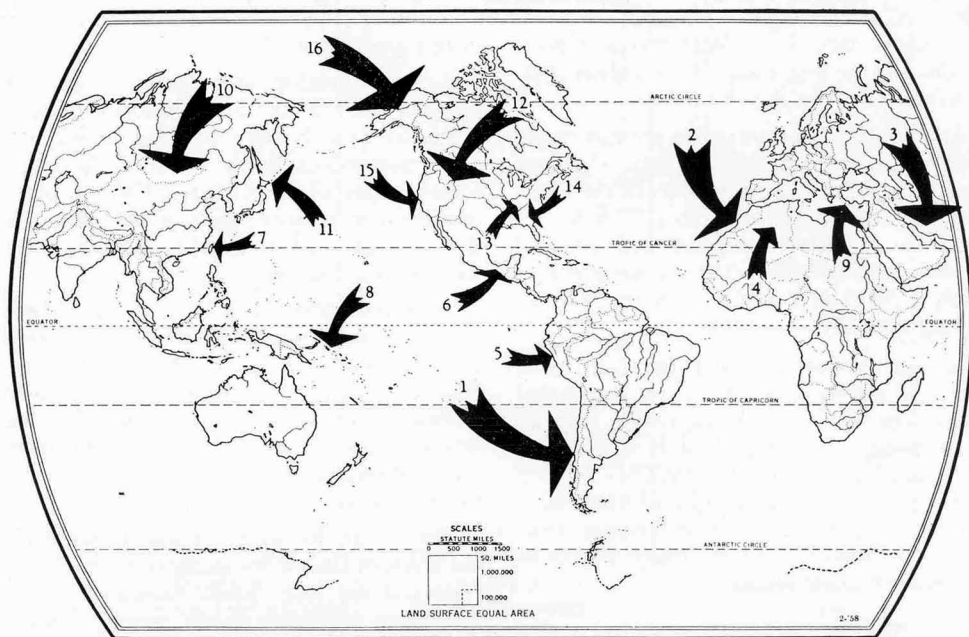 16
10
12
ARCTIC CIRCLE
2
3
15
14
11
13
7
TROPIC OF CANCER
4
9
8
6
EQUATOR
EQUATOR
5
1
TROPIC OF CAPRICORN
SCALES
STATUTE MILES
0 500 1000 1500
SQ. MILES
1,000,000
100,000
LAND SURFACE EQUAL AREA
ANTARCTIC CIRCLE
2-'58